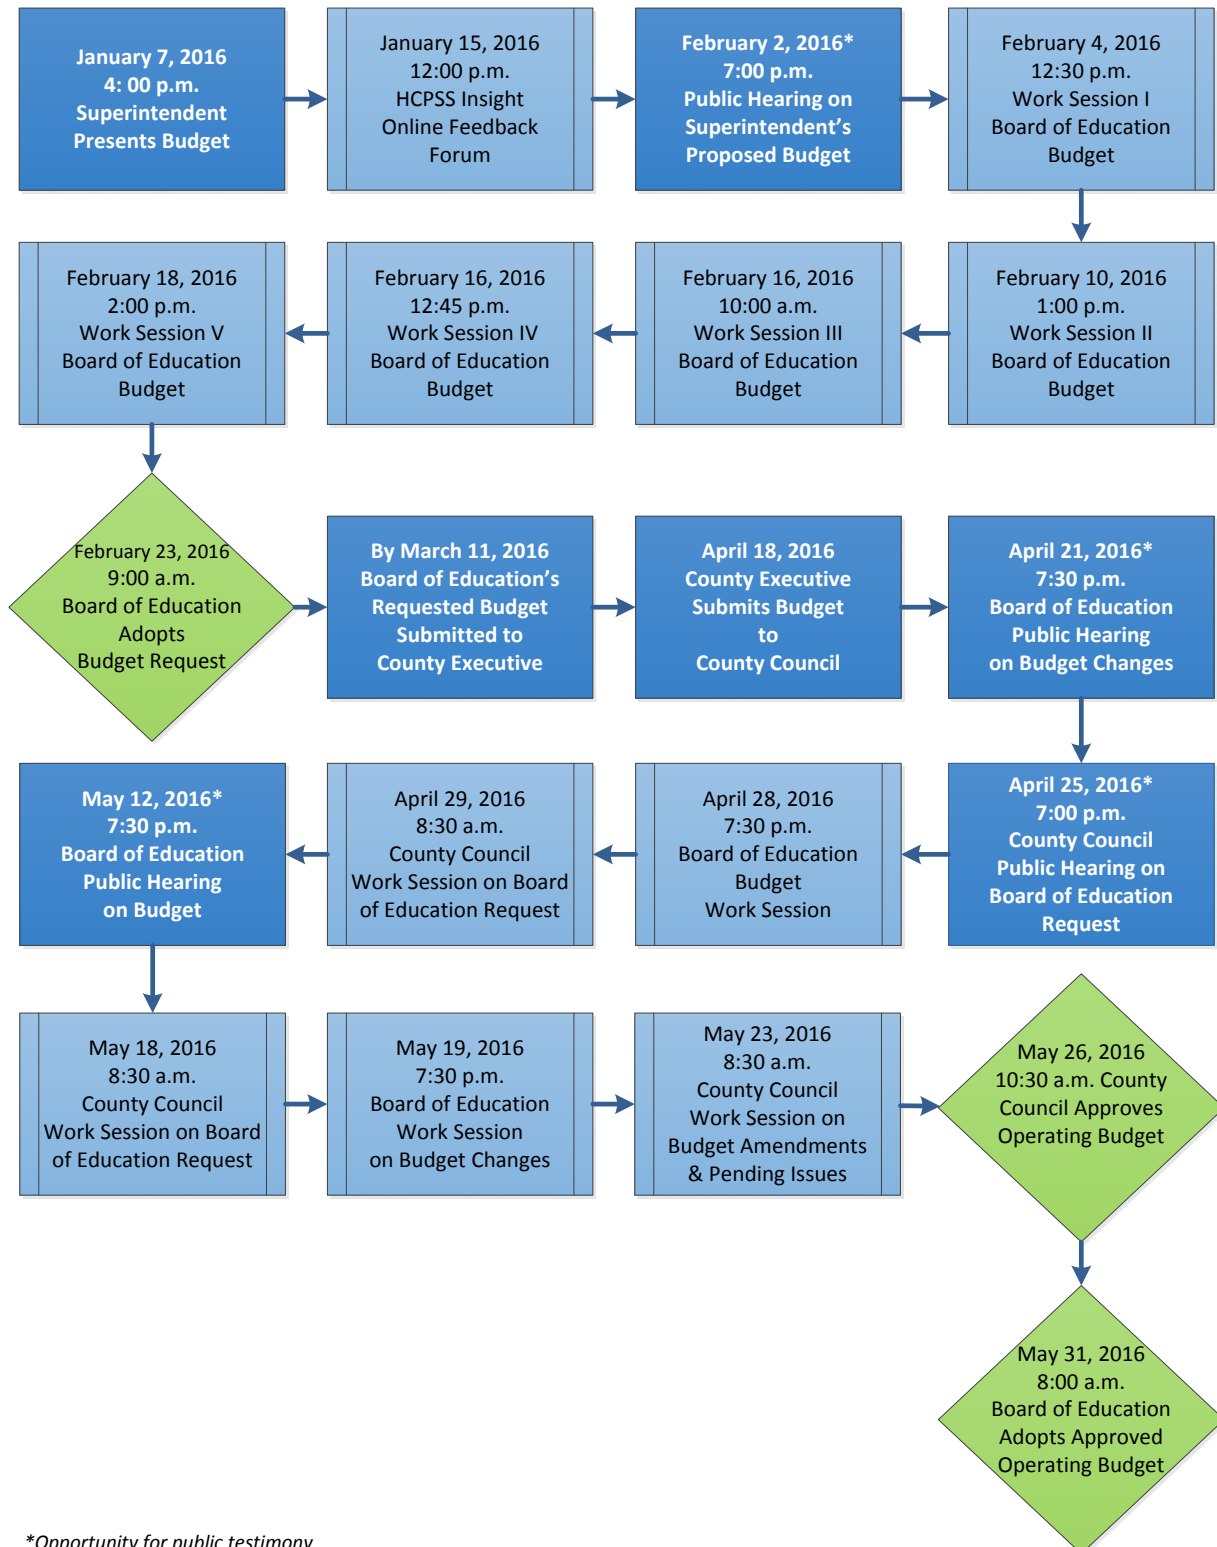 January 7, 2016
4: 00 p.m.
Superintendent
Presents Budget
January 15, 2016
12:00 p.m.
HCPSS Insight
Online Feedback
Forum
February 2, 2016*
7:00 p.m.
Public Hearing on
Superintendent’s
Proposed Budget
February 4, 2016
12:30 p.m.
Work Session I
Board of Education
Budget
February 10, 2016
1:00 p.m.
Work Session II
Board of Education
Budget
February 16, 2016
10:00 a.m.
Work Session III
Board of Education
Budget
February 16, 2016
12:45 p.m.
Work Session IV
Board of Education
Budget
February 18, 2016
2:00 p.m.
Work Session V
Board of Education
Budget
February 23, 2016
9:00 a.m.
Board of Education
Adopts
Budget Request
By March 11, 2016
Board of Education’s
Requested Budget
Submitted to
County Executive
April 18, 2016
County Executive
Submits Budget
to
County Council
April 21, 2016*
7:30 p.m.
Board of Education
Public Hearing
on Budget Changes
April 25, 2016*
7:00 p.m.
County Council
Public Hearing on
Board of Education
Request
April 28, 2016
7:30 p.m.
Board of Education
Budget
Work Session
April 29, 2016
8:30 a.m.
County Council
Work Session on Board
of Education Request
May 12, 2016*
7:30 p.m.
Board of Education
Public Hearing
on Budget
May 18, 2016
8:30 a.m.
County Council
Work Session on Board
of Education Request
May 19, 2016
7:30 p.m.
Board of Education
Work Session
on Budget Changes
May 23, 2016
8:30 a.m.
County Council
Work Session on
Budget Amendments
& Pending Issues
May 26, 2016
10:30 a.m. County
Council Approves
Operating Budget
May 31, 2016
8:00 a.m.
Board of Education
Adopts Approved
Operating Budget
*Opportunity for public testimony